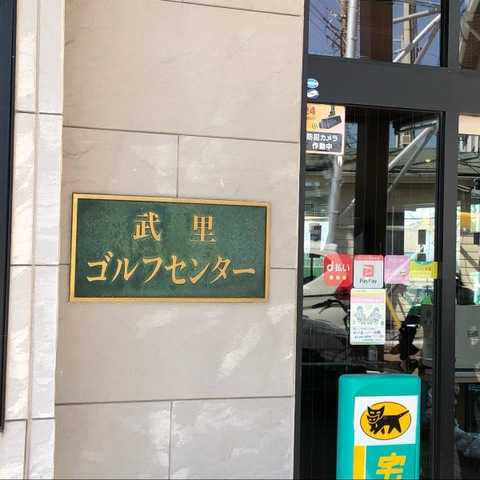 武里
ゴルフセンター
24
防犯カメラ
作動中
d払い
PayPay
宅